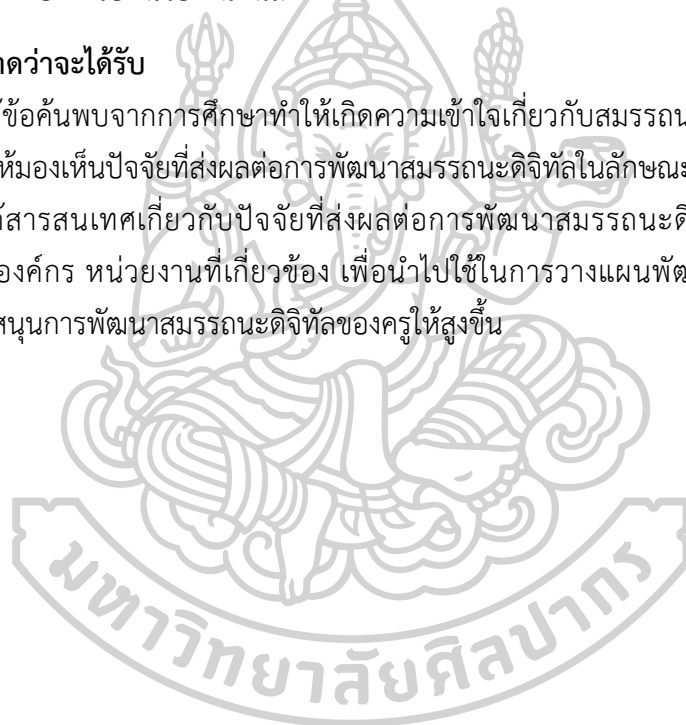 าดว่าจะได้รับ
ข้อค้นพบจากการศึกษาทำให้เกิดความเข้าใจเกี่ยวกับสมรรถน
ห้มองเห็นปัจจัยที่ส่งผลต่อการพัฒนาสมรรถนะดิจิทัลในลักษณะ
สารสนเทศเกี่ยวกับปัจจัยที่ส่งผลต่อการพัฒนาสมรรถนะดิ
องค์กร หน่วยงานที่เกี่ยวข้อง เพื่อนำไปใช้ในการวางแผนพัฒ
สนุนการพัฒนาสมรรถนะดิจิทัลของครูให้สูงขึ้น
มหาวิทยาลัยศิลปากร